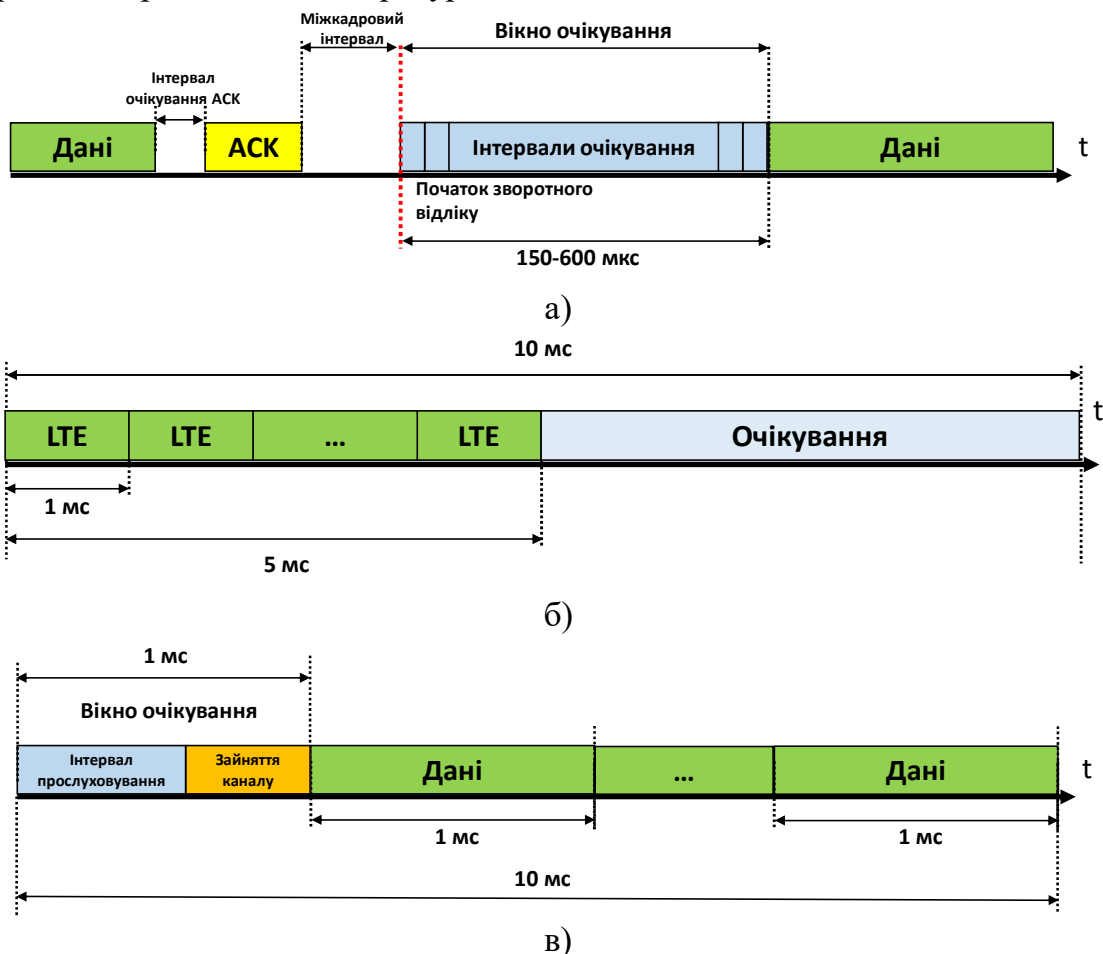 Міжкадровий
інтервал
Вікно очікування
Інтервал
очікування АСК
Дані
АСК
Інтервали очікування
Дані
t
Початок зворотного
відліку
150-600 мкс
а)
10 мс
t
LTE
LTE
...
LTE
Очікування
1 мс
5 мс
б)
1 мс
Вікно очікування
Інтервал
прослуховування
Зайняття
каналу
Дані
...
Дані
t
1 мс
1 мс
10 мс
в)